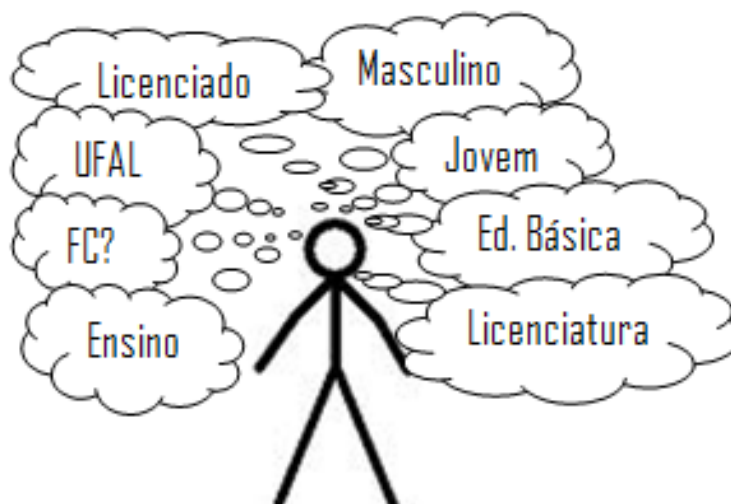 Licenciado
Masculino
UFAL
Jovem
FC?
Ed. Básica
Ensino
Licenciatura